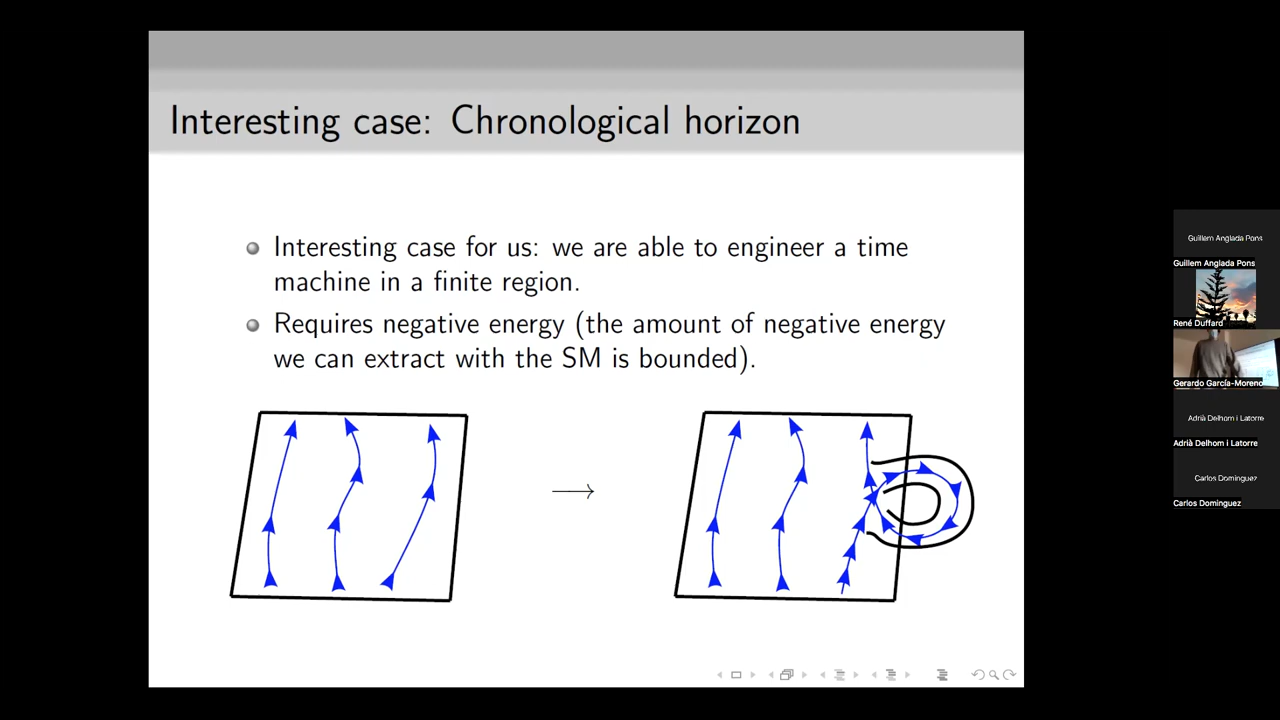 Interesting case: Chronological horizon
Interesting case for us: we are able to engineer a time
machine in a finite region.
Requires negative energy (the amount of negative energy
we can extract with the SM is bounded).
Guillem Anglada Pons
Guillem Anglada Pons
René Duffard
Gerardo García-Moreno
Adrià Delhom i Latorre
Adrià Delhom i Latorre
Carlos Dominguez
Carlos Dominguez